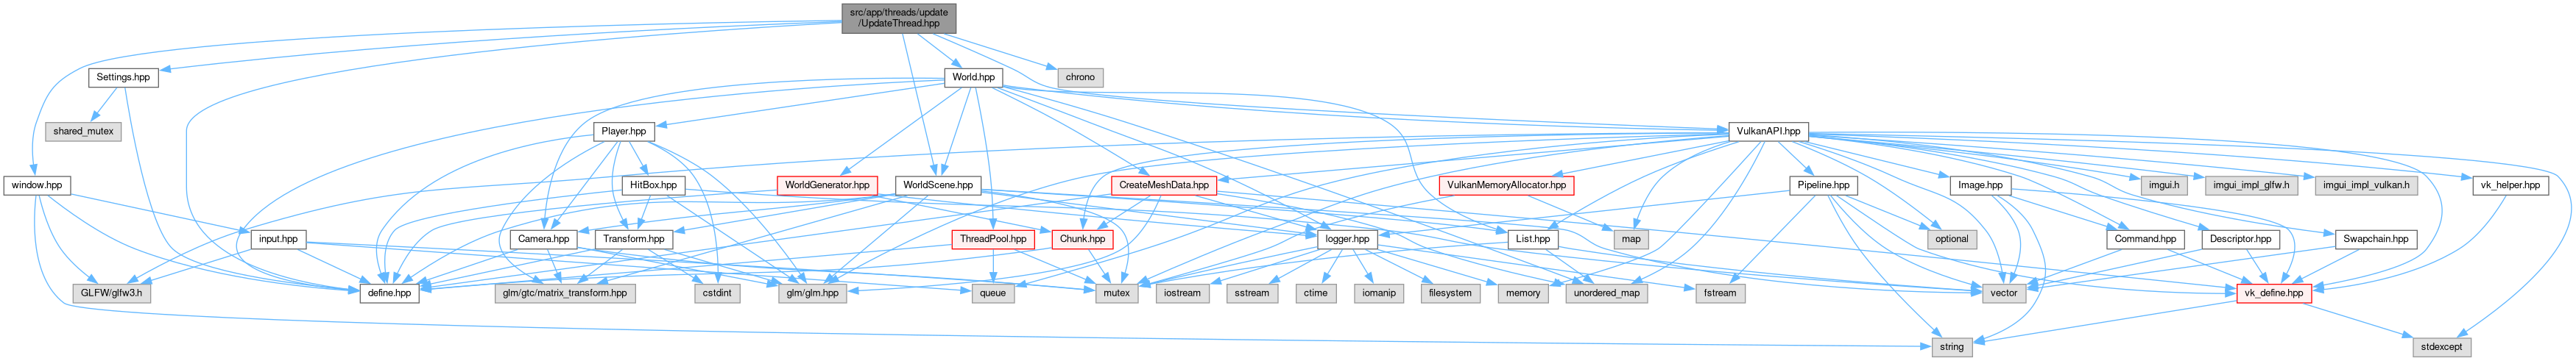 src/app/threads/update
/UpdateThread.hpp
Settings.hpp
World.hpp
chrono
shared_mutex
Player.hpp
VulkanAPI.hpp
window.hpp
HitBox.hpp
WorldGenerator.hpp
WorldScene.hpp
CreateMeshData.hpp
VulkanMemoryAllocator.hpp
Pipeline.hpp
Image.hpp
imgui.h
imgui_impl_glfw.h
imgui_impl_vulkan.h
vk_helper.hpp
input.hpp
Camera.hpp
Transform.hpp
ThreadPool.hpp
Chunk.hpp
logger.hpp
List.hpp
map
optional
Command.hpp
Descriptor.hpp
Swapchain.hpp
GLFW/glfw3.h
define.hpp
glm/gtc/matrix_transform.hpp
cstdint
glm/glm.hpp
queue
mutex
iostream
sstream
ctime
iomanip
filesystem
memory
unordered_map
fstream
vector
vk_define.hpp
string
stdexcept